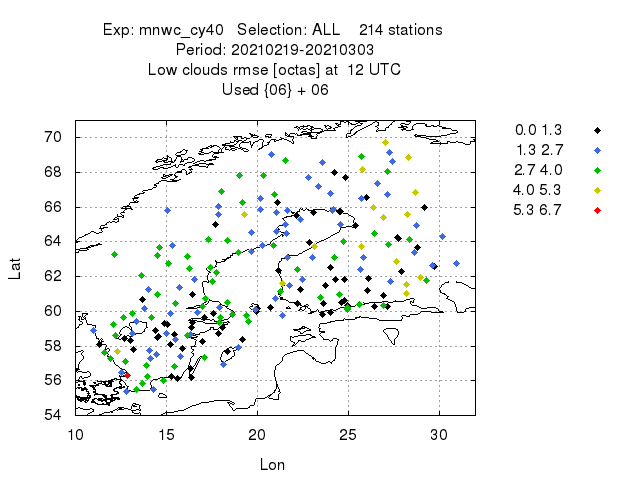 Exp: mnwc_cy40 Selection: ALL 214 stations
Period: 20210219-20210303
Low clouds rmse [octas] at 12 UTC
Used {06} + 06
70
68
66
64
62
60
58
56
54
Lat
10 15 20 25 30
Lon
0.0 1.3
1.3 2.7
2.7 4.0
4.0 5.3
5.3 6.7